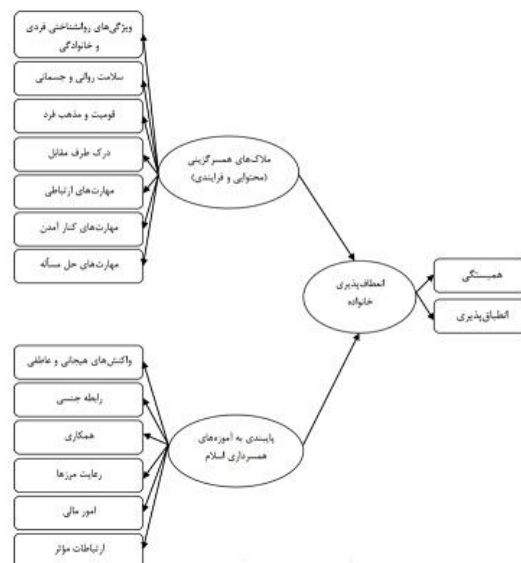 ویژگی‌های روانشناختی فردی
و خانوادگی
سلامت روانی و جسمانی
قومیت و مذهب فرد
درک طرف مقابل
مهارت‌های ارتباطی
مهارت‌های کنار آمدن
مهارت‌های حل مسأله
ملاک‌های همسرگزینی
(محتوایی و فرایندی)
انعطاف‌پذیری
خانواده
همبستگی
انطباق‌پذیری
واکنش‌های هیجانی و عاطفی
رابطه جنسی
همکاری
رعایت مرزها
امور مالی
ارتباطات مؤثر
پایبندی به آموزه‌های
همسرداری اسلام